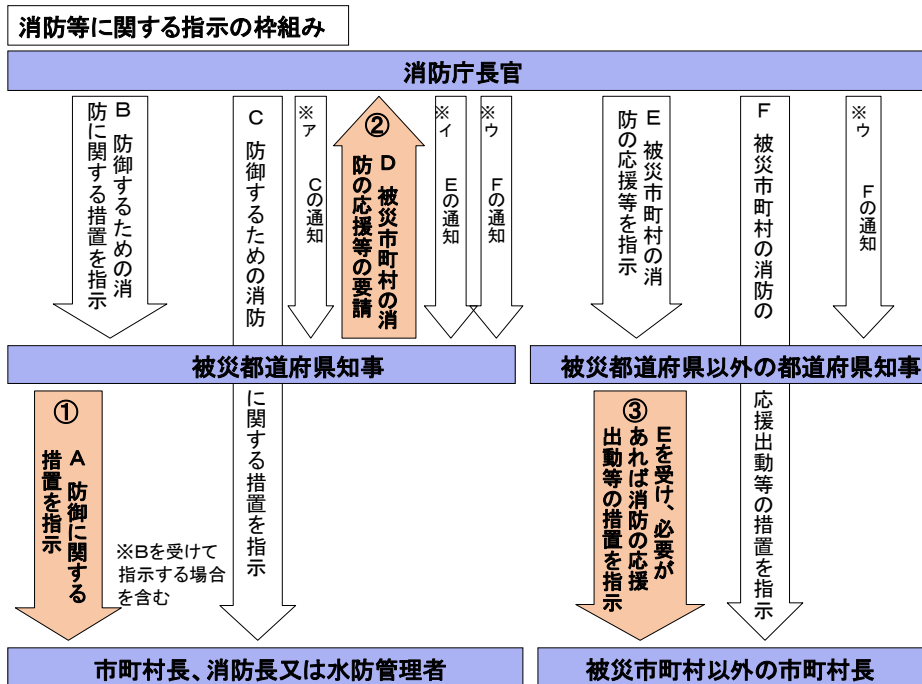 消防等に関する指示の枠組み
消防庁長官
B 防御するための消
防に関する措置を指示
C 防御するための消防
に関する措置を指示
※ア Cの通知
②
D 被災市町村の消
防の応援等の要請
※イ Eの通知
※ウ Fの通知
E 被災市町村の消
防の応援等を指示
F 被災市町村の消防の
応援出動等の措置を指示
※ウ Fの通知
被災都道府県知事
被災都道府県以外の都道府県知事
①
A 防御に関する
措置を指示
※Bを受けて
指示する場合
を含む
③
Eを受け、必要が
あれば消防の応援
出動等の措置を指示
市町村長、消防長又は水防管理者
被災市町村以外の市町村長